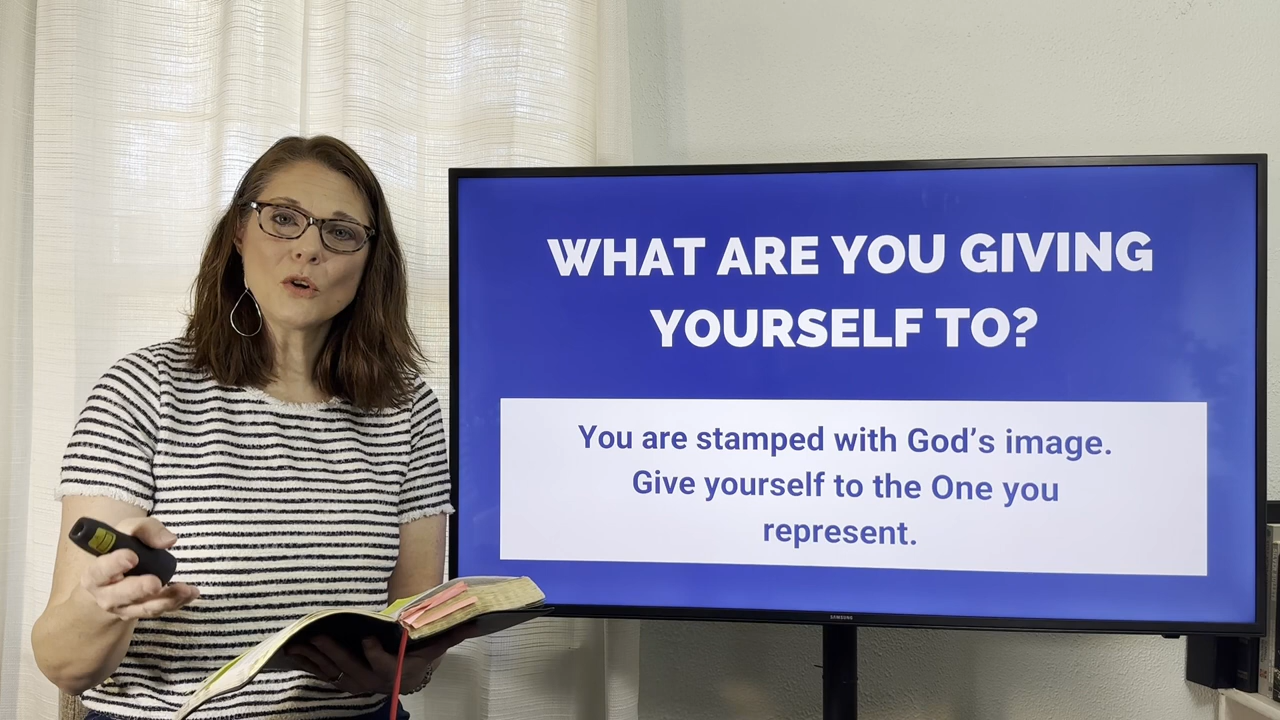 WHAT ARE YOU GIVING
YOURSELF TO?
You are stamped with God’s image.
Give yourself to the One you
represent.
SAMSUNG